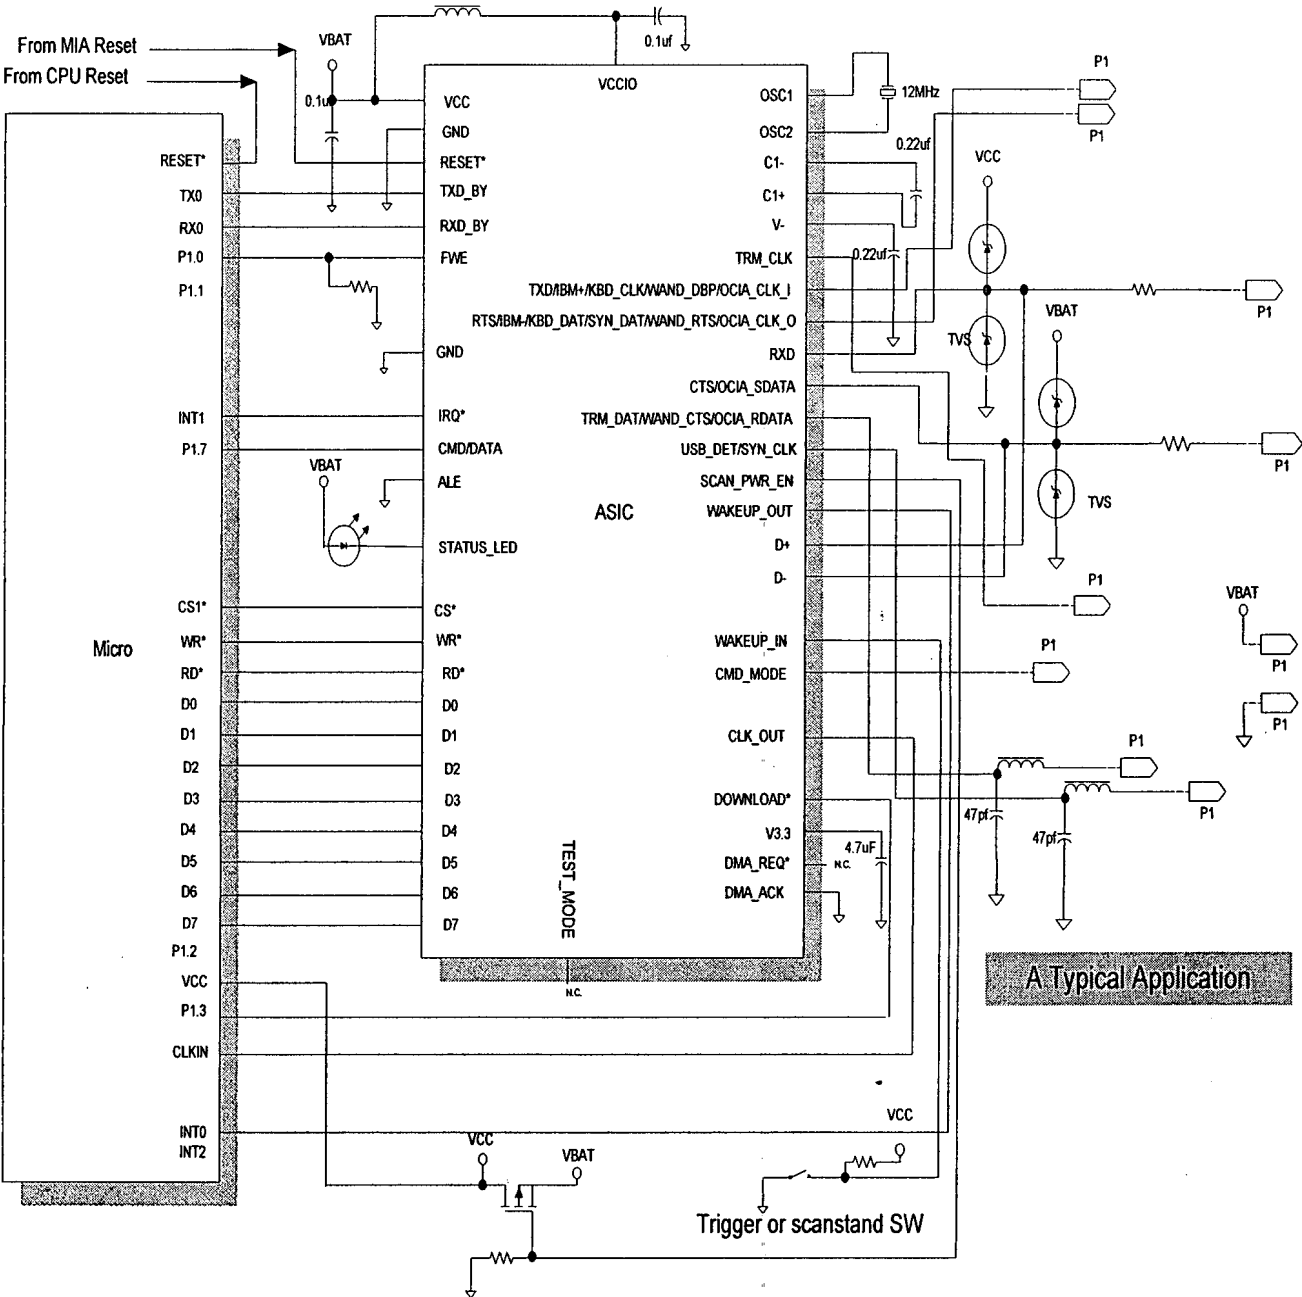 From MIA Reset
From CPU Reset
VBAT
0.1uf
0.1u
VCCIO
VCC
GND
RESET*
TXD_BY
RXD_BY
FWE
GND
IRQ*
CMD/DATA
ALE
STATUS_LED
CS*
WR*
RD*
D0
D1
D2
D3
D4
D5
D6
D7
VBAT
RESET*
TX0
RX0
P1.0
P1.1
INT1
P1.7
CS1*
WR*
RD*
D0
D1
D2
D3
D4
D5
D6
D7
P1.2
VCC
P1.3
CLKIN
INT0
INT2
Micro
ASIC
TEST_MODE
N.C.
OSC1
OSC2
C1-
C1+
V-
TRM_CLK
TXD/IBM+/KBD_CLK/WAND_DBP/OCIA_CLK_I
RTS/IBM-/KBD_DAT/SYN_DAT/WAND_RTS/OCIA_CLK_O
RXD
CTS/OCIA_SDATA
TRM_DAT/WAND_CTS/OCIA_RDATA
USB_DET/SYN_CLK
SCAN_PWR_EN
WAKEUP_OUT
D+
D-
WAKEUP_IN
CMD_MODE
CLK_OUT
DOWNLOAD*
V3.3
DMA_REQ*
DMA_ACK
12MHz
0.22uf
0.22uf
4.7uF
N.C.
P1
P1
VCC
TVS
P1
VBAT
TVS
P1
P1
VBAT
P1
P1
P1
P1
P1
47pf
47pf
A Typical Application
VCC
VBAT
VCC
Trigger or scanstand SW